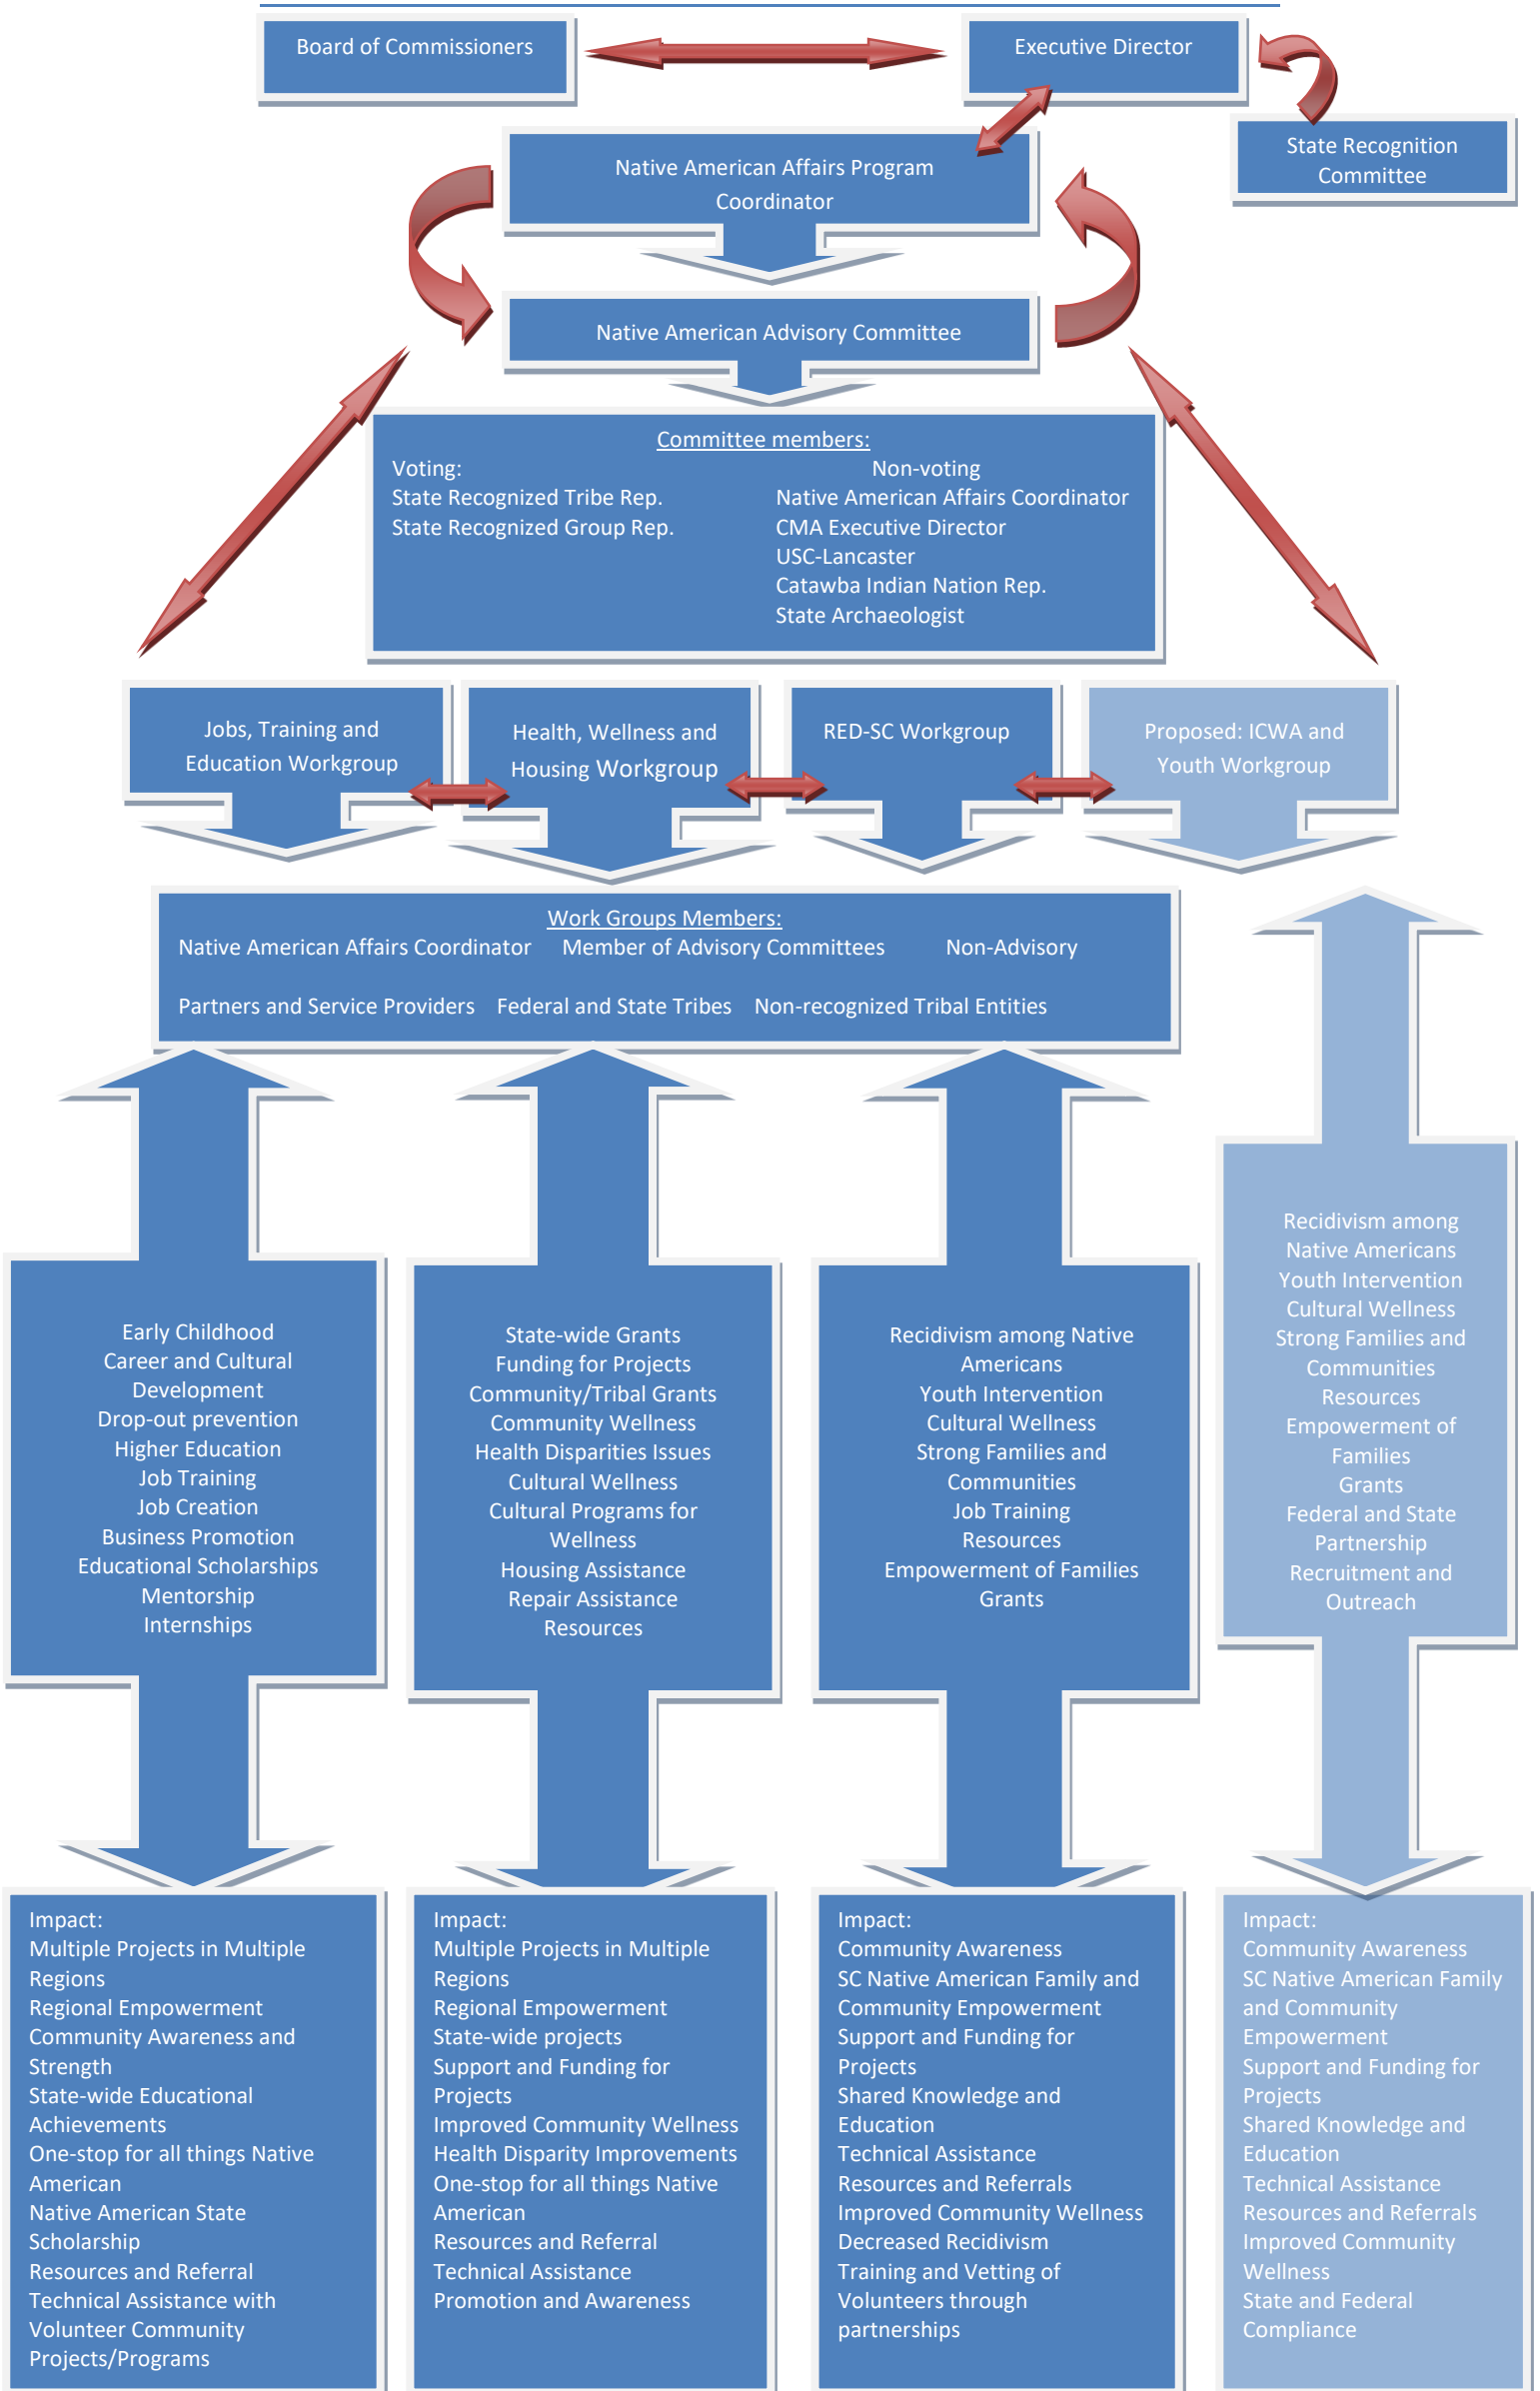 Board of Commissioners
Executive Director
State Recognition
Committee
Native American Affairs Program
Coordinator
Native American Advisory Committee
Committee members:
Voting:
State Recognized Tribe Rep.
State Recognized Group Rep.
Non-voting
Native American Affairs Coordinator
CMA Executive Director
USC-Lancaster
Catawba Indian Nation Rep.
State Archaeologist
Jobs, Training and
Education Workgroup
Health, Wellness and
Housing Workgroup
RED-SC Workgroup
Proposed: ICWA and
Youth Workgroup
Work Groups Members:
Native American Affairs Coordinator Member of Advisory Committees Non-Advisory
Partners and Service Providers Federal and State Tribes Non-recognized Tribal Entities
Early Childhood
Career and Cultural
Development
Drop-out prevention
Higher Education
Job Training
Job Creation
Business Promotion
Educational Scholarships
Mentorship
Internships
State-wide Grants
Funding for Projects
Community/Tribal Grants
Community Wellness
Health Disparities Issues
Cultural Wellness
Cultural Programs for
Wellness
Housing Assistance
Repair Assistance
Resources
Recidivism among Native
Americans
Youth Intervention
Cultural Wellness
Strong Families and
Communities
Job Training
Resources
Empowerment of Families
Grants
Recidivism among
Native Americans
Youth Intervention
Cultural Wellness
Strong Families and
Communities
Resources
Empowerment of
Families
Grants
Federal and State
Partnership
Recruitment and
Outreach
Impact:
Multiple Projects in Multiple
Regions
Regional Empowerment
Community Awareness and
Strength
State-wide Educational
Achievements
One-stop for all things Native
American
Native American State
Scholarship
Resources and Referral
Technical Assistance with
Volunteer Community
Projects/Programs
Impact:
Multiple Projects in Multiple
Regions
Regional Empowerment
State-wide projects
Support and Funding for
Projects
Improved Community Wellness
Health Disparity Improvements
One-stop for all things Native
American
Resources and Referral
Technical Assistance
Promotion and Awareness
Impact:
Community Awareness
SC Native American Family and
Community Empowerment
Support and Funding for
Projects
Shared Knowledge and
Education
Technical Assistance
Resources and Referrals
Improved Community Wellness
Decreased Recidivism
Training and Vetting of
Volunteers through
partnerships
Impact:
Community Awareness
SC Native American Family
and Community
Empowerment
Support and Funding for
Projects
Shared Knowledge and
Education
Technical Assistance
Resources and Referrals
Improved Community
Wellness
State and Federal
Compliance